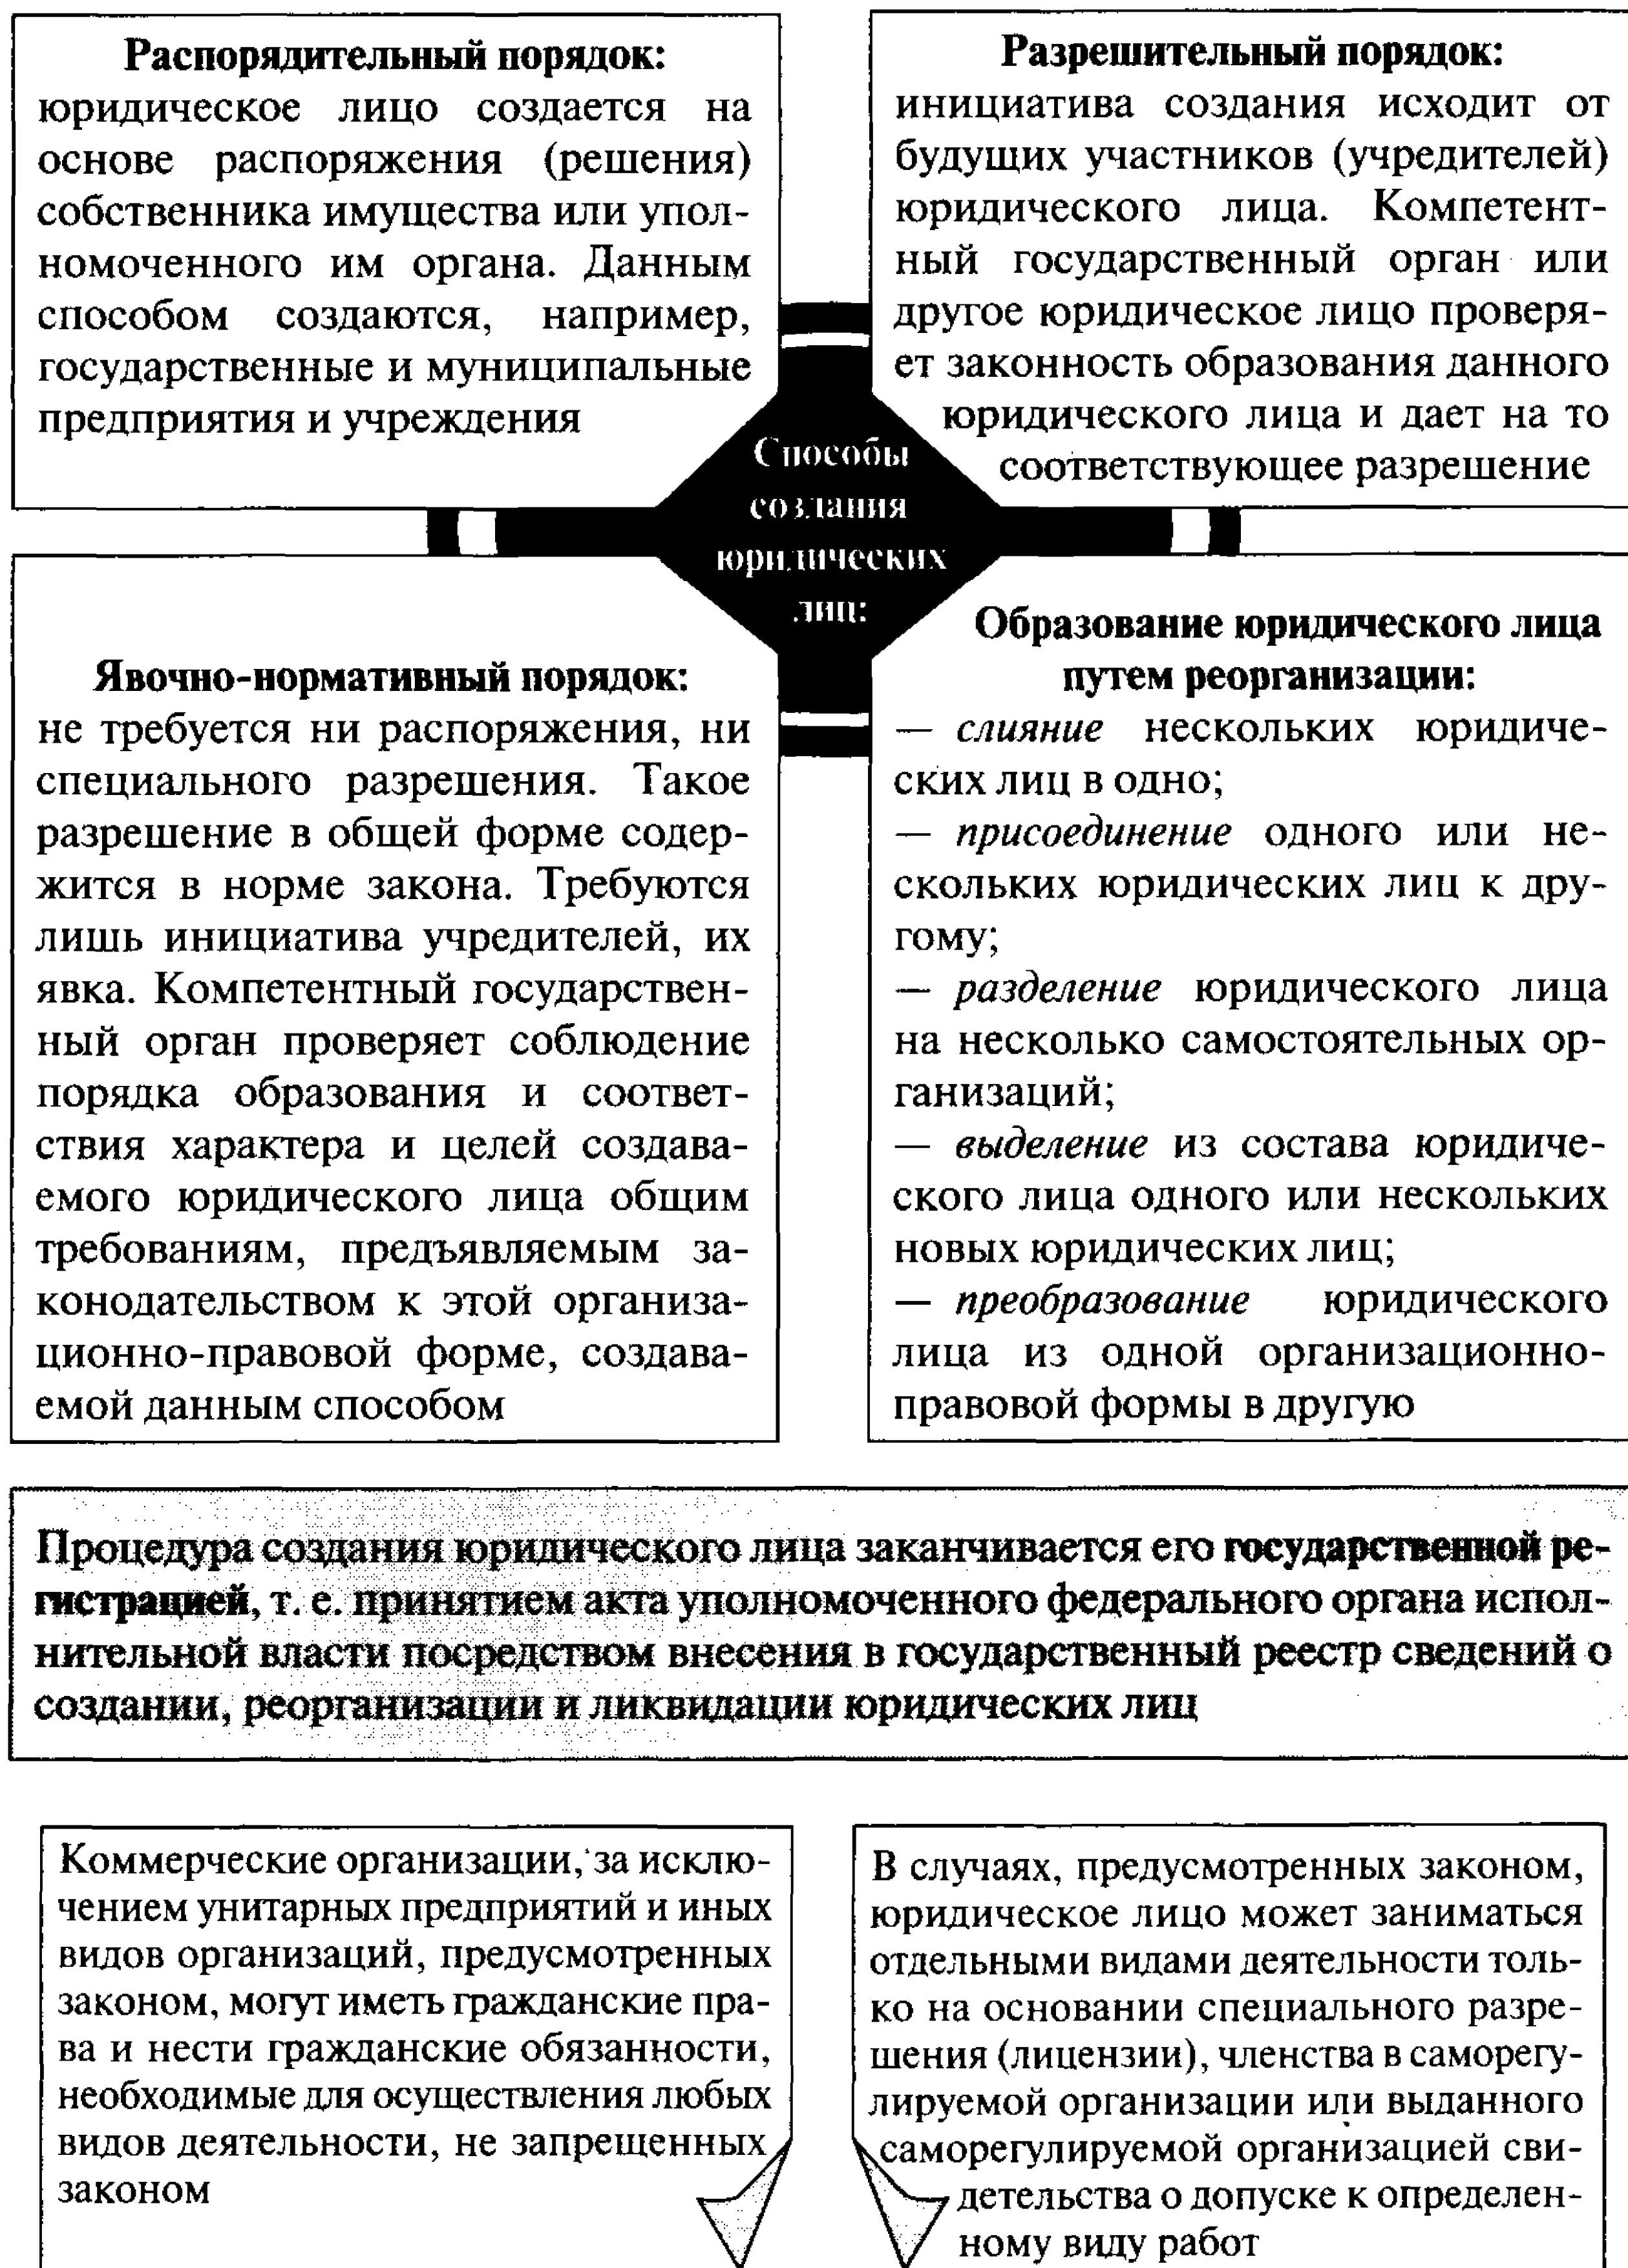 Распорядительный порядок:
юридическое лицо создается на
основе распоряжения (решения)
собственника имущества или упол-
номоченного им органа. Данным
способом создаются, например,
государственные и муниципальные
предприятия и учреждения
Разрешительный порядок:
инициатива создания исходит от
будущих участников (учредителей)
юридического лица. Компетент-
ный государственный орган или
другое юридическое лицо проверя-
ет законность образования данного
юридического лица и дает на то
соответствующее разрешение
Способы
создания
юридических
лиц:
Явочно-нормативный порядок:
не требуется ни распоряжения, ни
специального разрешения. Такое
разрешение в общей форме содер-
жится в норме закона. Требуются
лишь инициатива учредителей, их
явка. Компетентный государствен-
ный орган проверяет соблюдение
порядка образования и соответ-
ствия характера и целей создава-
емого юридического лица общим
требованиям, предъявляемым за-
конодательством к этой организа-
ционно-правовой форме, создава-
емой данным способом
Образование юридического лица
путем реорганизации:
— слияние нескольких юридиче-
ских лиц в одно;
— присоединение одного или не-
скольких юридических лиц к дру-
гому;
— разделение юридического лица
на несколько самостоятельных ор-
ганизаций;
— выделение из состава юридиче-
ского лица одного или нескольких
новых юридических лиц;
— преобразование юридического
лица из одной организационно-
правовой формы в другую
Процедура создания юридического лица заканчивается его государственной ре-
гистрацией, т. е. принятием акта уполномоченного федерального органа испол-
нительной власти посредством внесения в государственный реестр сведений о
создании, реорганизации и ликвидации юридических лиц
Коммерческие организации, за исклю-
чением унитарных предприятий и иных
видов организаций, предусмотренных
законом, могут иметь гражданские пра-
ва и нести гражданские обязанности,
необходимые для осуществления любых
видов деятельности, не запрещенных
законом
В случаях, предусмотренных законом,
юридическое лицо может заниматься
отдельными видами деятельности толь-
ко на основании специального разре-
шения (лицензии), членства в саморегу-
лируемой организации или выданного
саморегулируемой организацией сви-
детельства о допуске к определен-
ному виду работ